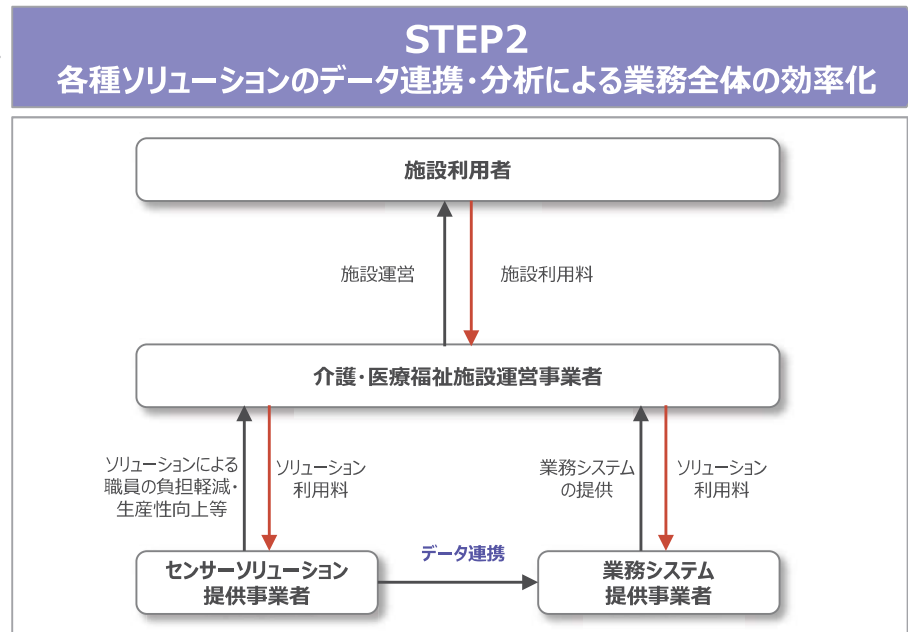 STEP2
各種ソリューションのデータ連携・分析による業務全体の効率化
施設利用者
施設運営
施設利用料
介護・医療福祉施設運営事業者
ソリューションによる
職員の負担軽減・
生産性向上等
ソリューション
利用料
業務システム
の提供
ソリューション
利用料
センサーソリューション
提供事業者
データ連携
業務システム
提供事業者